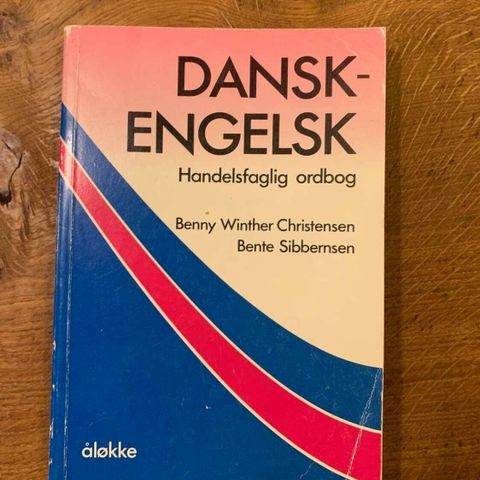 DANSK-
ENGELSK
Handelsfaglig ordbog
Benny Winther Christensen
Bente Sibbernsen
åløkke